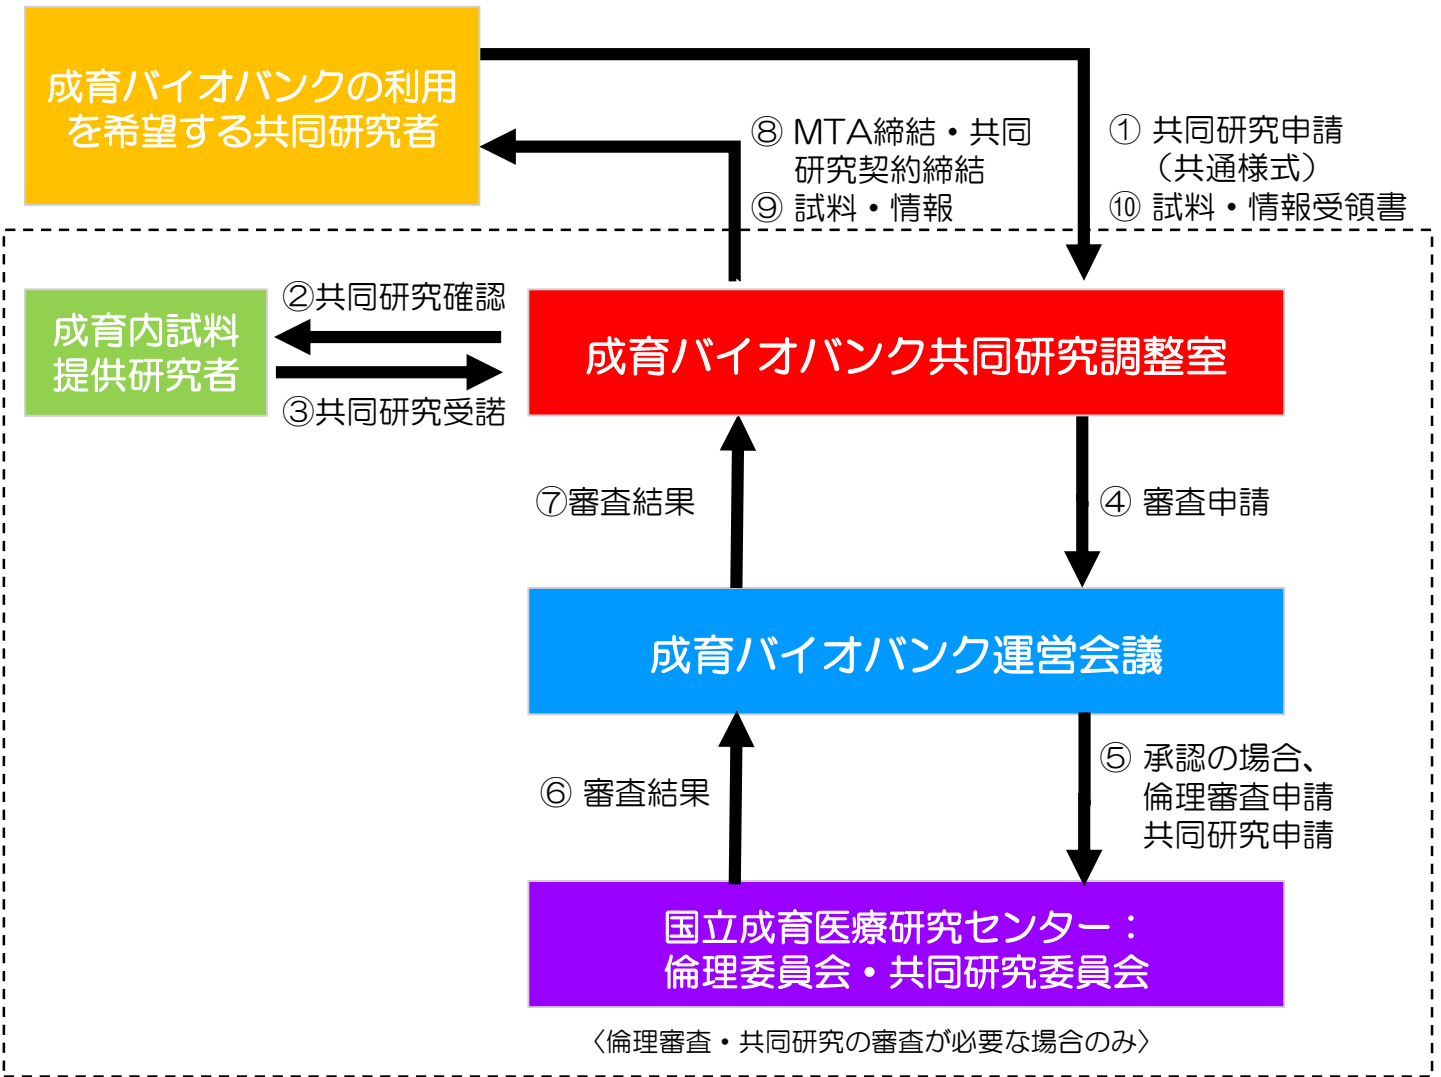 成育バイオバンクの利用
を希望する共同研究者
⑧ MTA締結・共同
研究契約締結
⑨ 試料・情報
① 共同研究申請
（共通様式）
⑩ 試料・情報受領書
成育内試料
提供研究者
②共同研究確認
③共同研究受諾
成育バイオバンク共同研究調整室
⑦審査結果
④ 審査申請
成育バイオバンク運営会議
⑥ 審査結果
⑤ 承認の場合、
倫理審査申請
共同研究申請
国立成育医療研究センター：
倫理委員会・共同研究委員会
〈倫理審査・共同研究の審査が必要な場合のみ〉